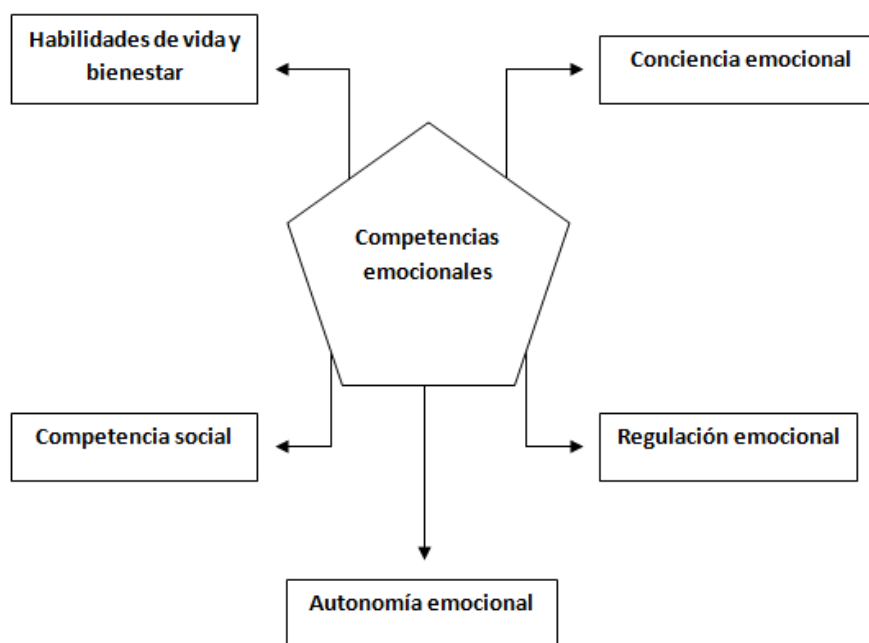 Habilidades de vida y
bienestar
Conciencia emocional
Competencias
emocionales
Competencia social
Regulación emocional
Autonomía emocional